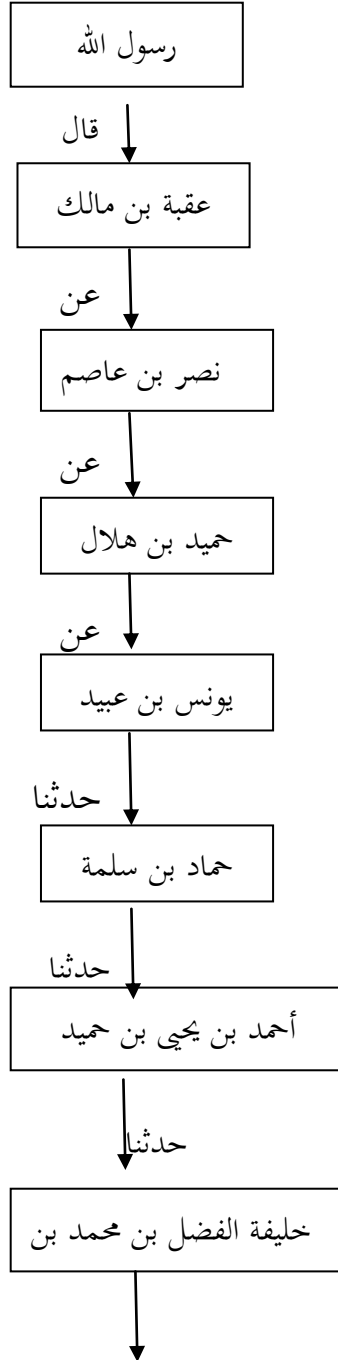 رسول الله
قال
عقبة بن مالك
عن
نصر بن عاصم
عن
حميد بن هلال
عن
يونس بن عبيد
حدثنا
حماد بن سلمة
حدثنا
أحمد بن يحيى بن حميد
حدثنا
خليفة الفضل بن محمد بن